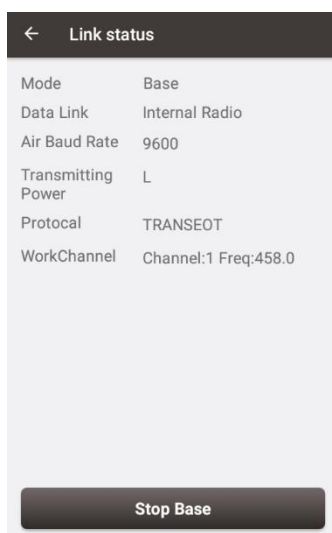 Link status
Mode Base
Data Link Internal Radio
Air Baud Rate 9600
Transmitting Power L
Protocal TRANSEOT
WorkChannel Channel:1 Freq:458.0
Stop Base